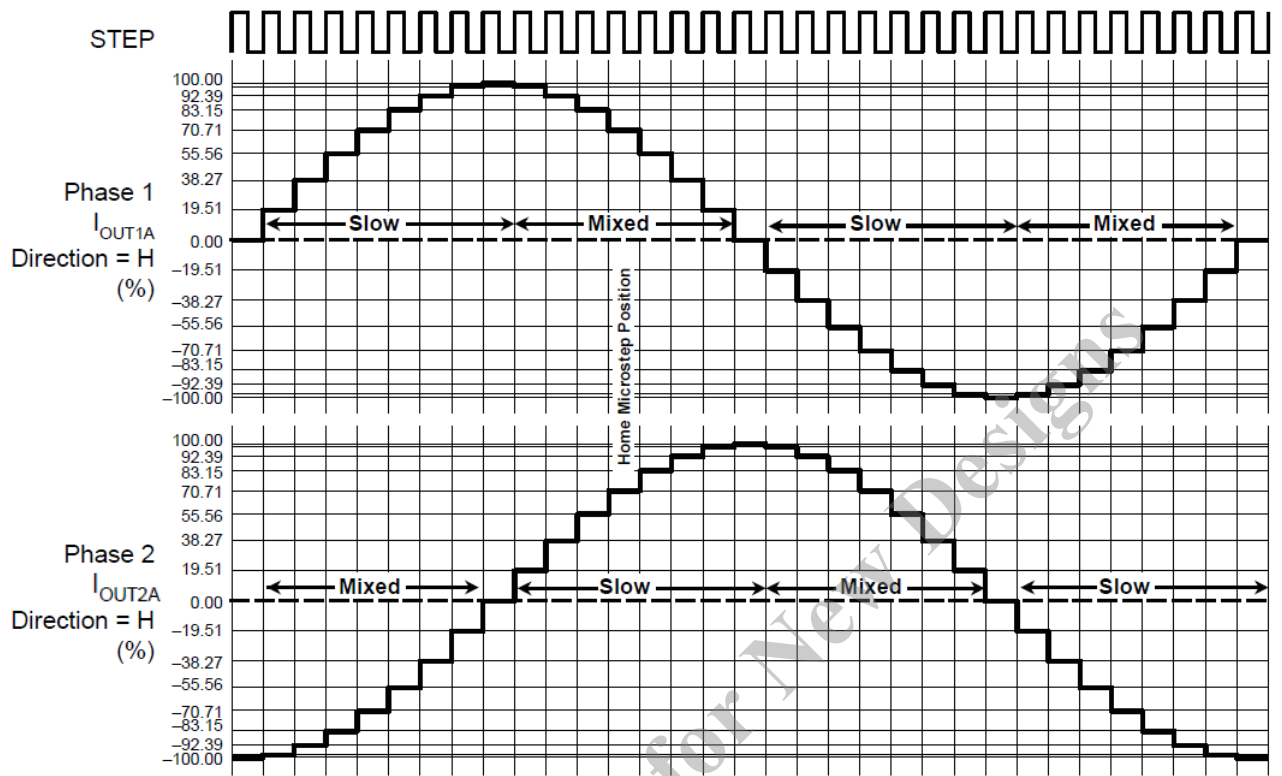 STEP
100.00
92.39
83.15
70.71
55.56
38.27
19.51
0.00
–19.51
–38.27
–55.56
–70.71
–83.15
–92.39
–100.00
Phase 1
IOUT1A
Direction = H
(%)
Slow
Mixed
Slow
Mixed
Home Microstep Position
100.00
92.39
83.15
70.71
55.56
38.27
19.51
0.00
–19.51
–38.27
–55.56
–70.71
–83.15
–92.39
–100.00
Phase 2
IOUT2A
Direction = H
(%)
Mixed
Slow
Mixed
Slow
for New Designs